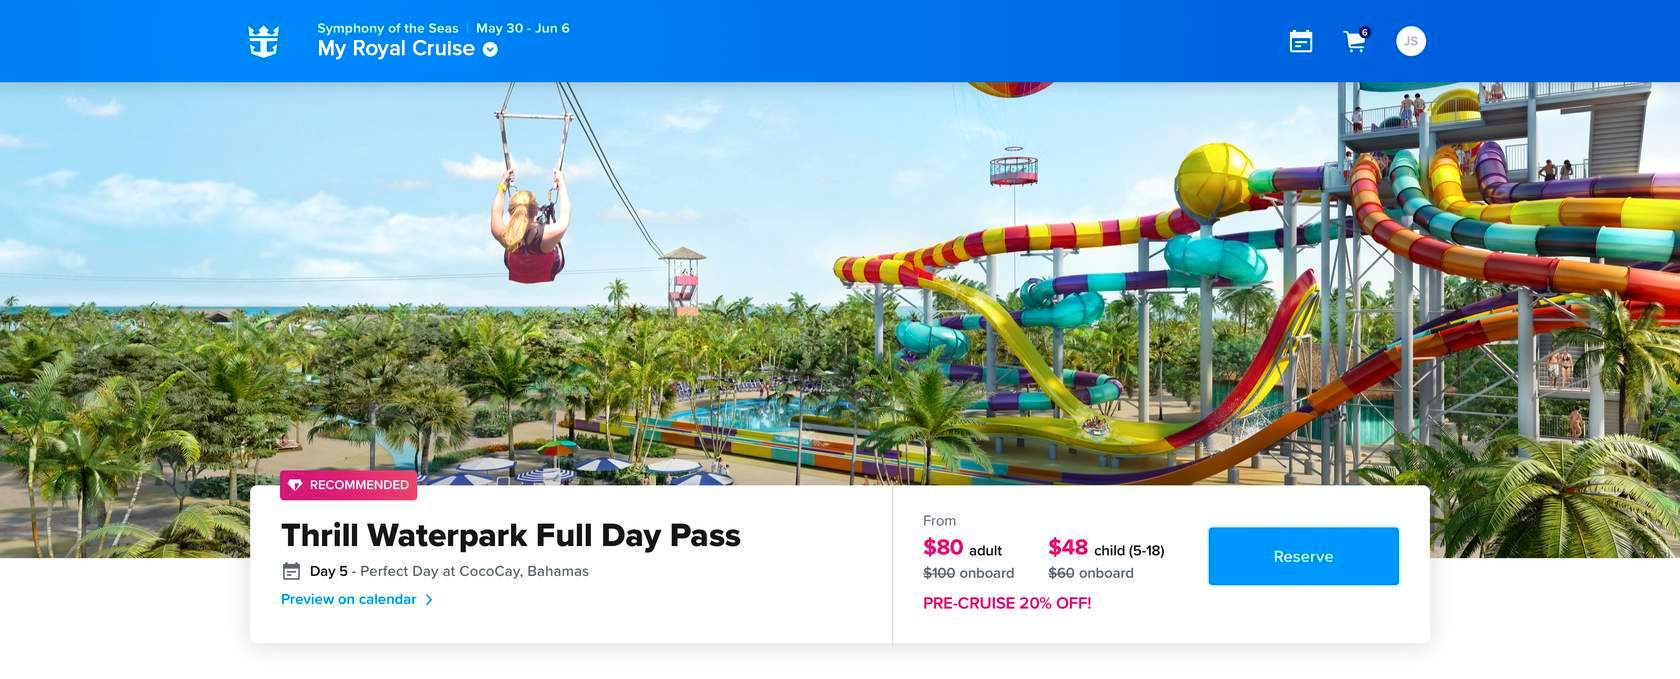 Symphony of the Seas | May 30 - Jun 6
My Royal Cruise
6
JS
RECOMMENDED
Thrill Waterpark Full Day Pass
Day 5 - Perfect Day at CocoCay, Bahamas
Preview on calendar
From
$80 adult $48 child (5-18)
$100 onboard $60 onboard
PRE-CRUISE 20% OFF!
Reserve